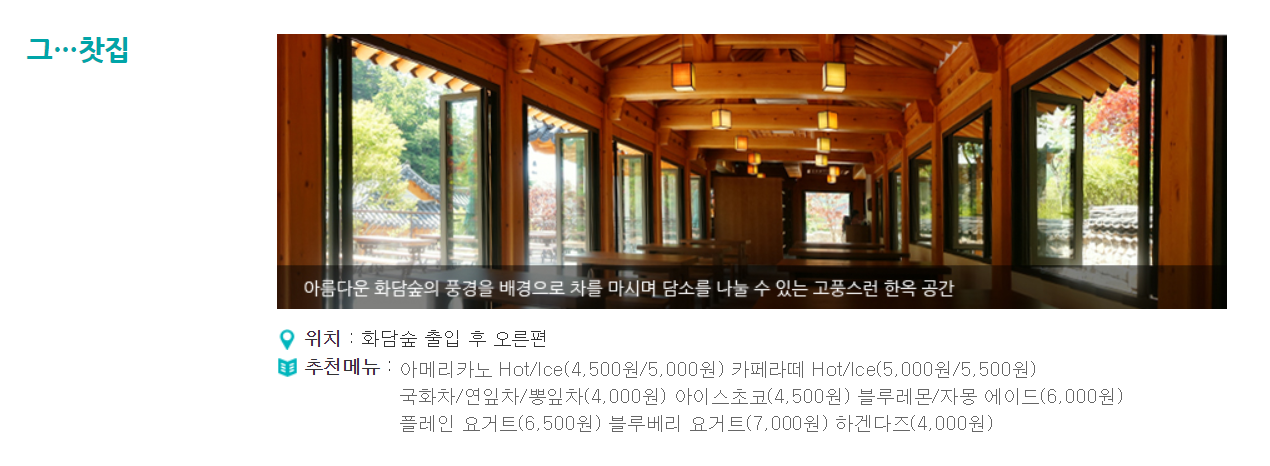 그…찻집
아름다운 화담숲의 풍경을 배경으로 차를 마시며 담소를 나눌 수 있는 고풍스런 한옥 공간
위치 : 화담숲 출입 후 오른편
추천메뉴 : 아메리카노 Hot/Ice(4,500원/5,000원) 카페라떼 Hot/Ice(5,000원/5,500원)
국화차/연잎차/뽕잎차(4,000원) 아이스초코(4,500원) 블루레몬/자몽 에이드(6,000원)
플레인 요거트(6,500원) 블루베리 요거트(7,000원) 하겐다즈(4,000원)